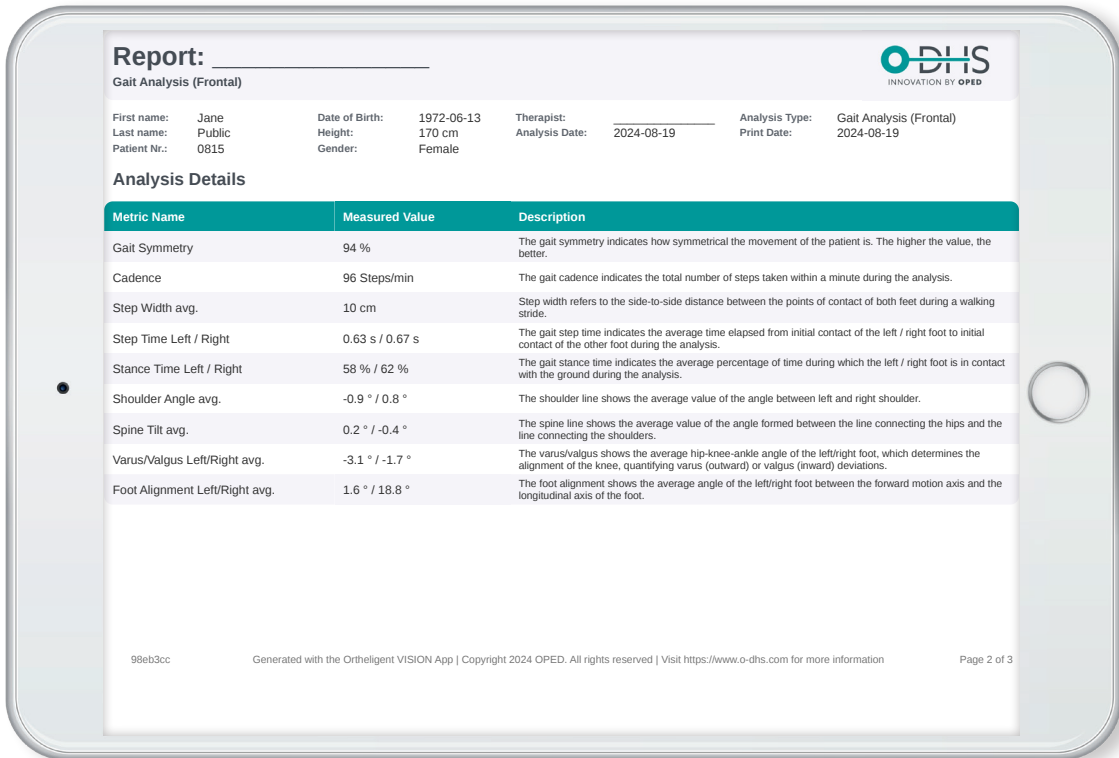 Report: ____________________
Gait Analysis (Frontal)
O-DHS
INNOVATION BY OPED
First name: Jane Date of Birth: 1972-06-13 Therapist: _______________ Analysis Type: Gait Analysis (Frontal)
Last name: Public Height: 170 cm Analysis Date: 2024-08-19 Print Date: 2024-08-19
Patient Nr.: 0815 Gender: Female
Analysis Details
Metric Name Measured Value Description
Gait Symmetry 94 % The gait symmetry indicates how symmetrical the movement of the patient is. The higher the value, the
better.
Cadence 96 Steps/min The gait cadence indicates the total number of steps taken within a minute during the analysis.
Step Width avg. 10 cm Step width refers to the side-to-side distance between the points of contact of both feet during a walking
stride.
Step Time Left / Right 0.63 s / 0.67 s The gait step time indicates the average time elapsed from initial contact of the left / right foot to initial
contact of the other foot during the analysis.
Stance Time Left / Right 58 % / 62 % The gait stance time indicates the average percentage of time during which the left / right foot is in contact
with the ground during the analysis.
Shoulder Angle avg. -0.9 ° / 0.8 ° The shoulder line shows the average value of the angle between left and right shoulder.
Spine Tilt avg. 0.2 ° / -0.4 ° The spine line shows the average value of the angle formed between the line connecting the hips and the
line connecting the shoulders.
Varus/Valgus Left/Right avg. -3.1 ° / -1.7 ° The varus/valgus shows the average hip-knee-ankle angle of the left/right foot, which determines the
alignment of the knee, quantifying varus (outward) or valgus (inward) deviations.
Foot Alignment Left/Right avg. 1.6 ° / 18.8 ° The foot alignment shows the average angle of the left/right foot between the forward motion axis and the
longitudinal axis of the foot.
98eb3cc Generated with the Ortheligent VISION App | Copyright 2024 OPED. All rights reserved | Visit https://www.o-dhs.com for more information Page 2 of 3